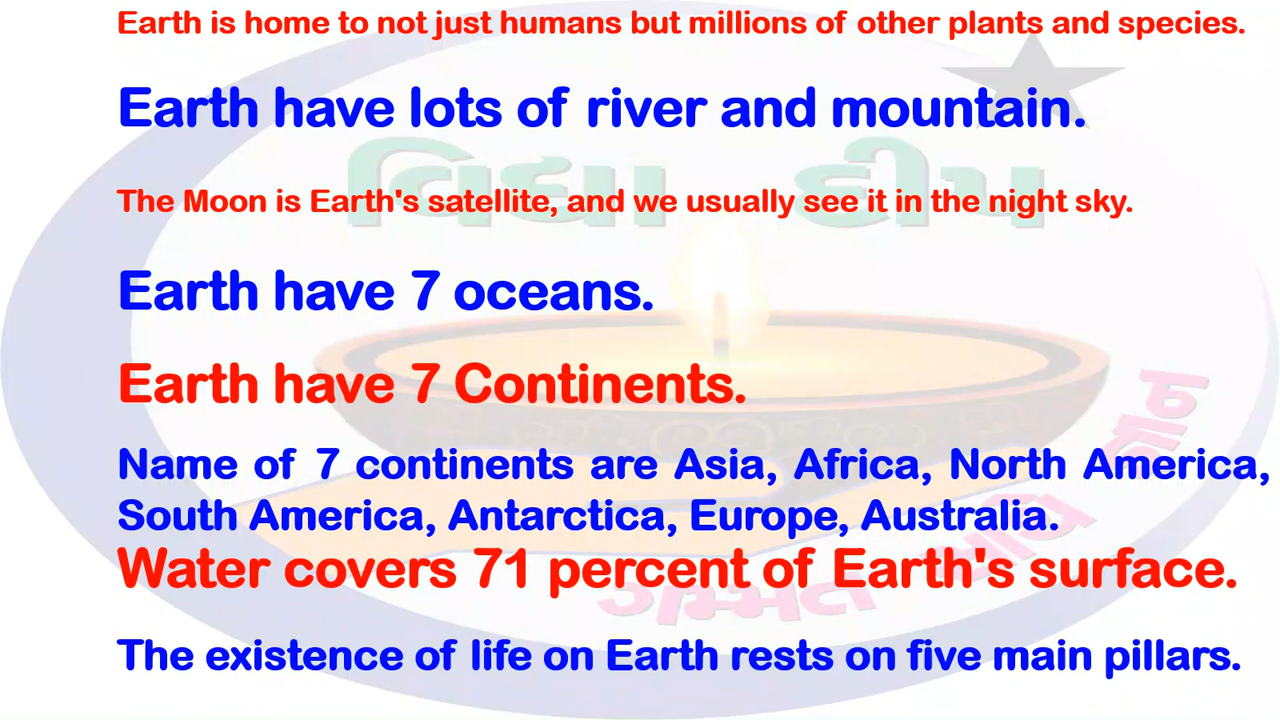 Earth is home to not just humans but millions of other plants and species.
Earth have lots of river and mountain.
વિદ્યા દીપ
The Moon is Earth's satellite, and we usually see it in the night sky.
Earth have 7 oceans.
Earth have 7 Continents.
Name of 7 continents are Asia, Africa, North America,
South America, Antarctica, Europe, Australia.
Water covers 71 percent of Earth's surface.
ગમ્મત સાથે જ્ઞાન
The existence of life on Earth rests on five main pillars.